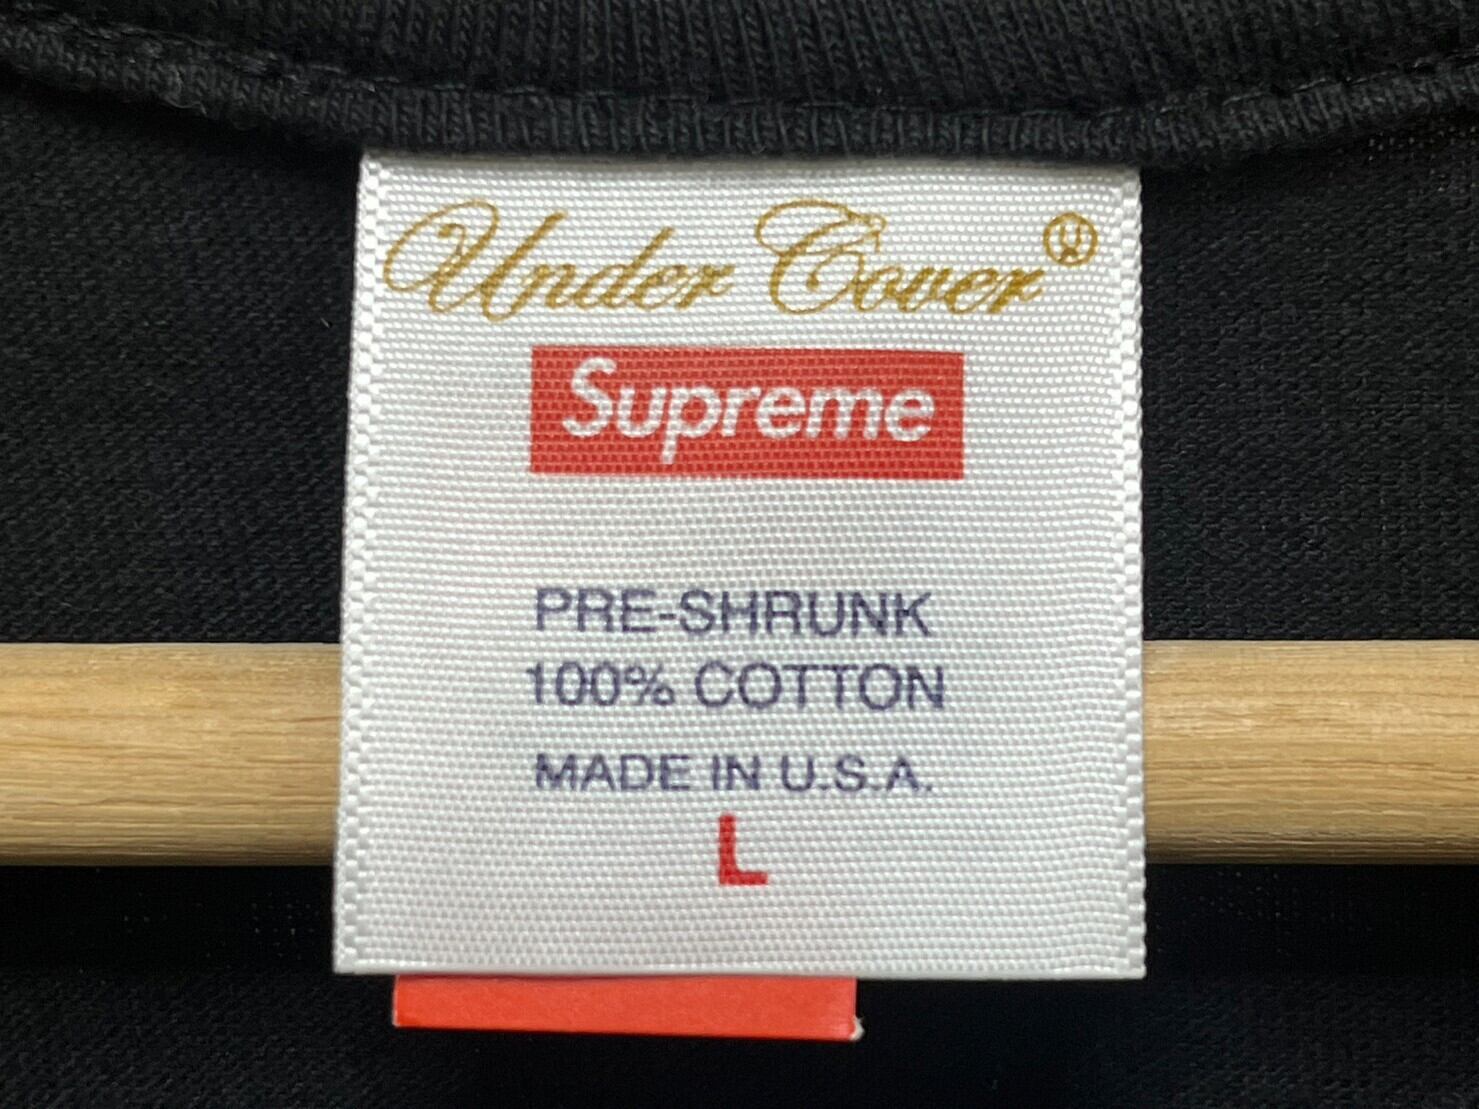 Under Cover
Supreme
PRE-SHRUNK
100% COTTON
MADE IN U.S.A.
L